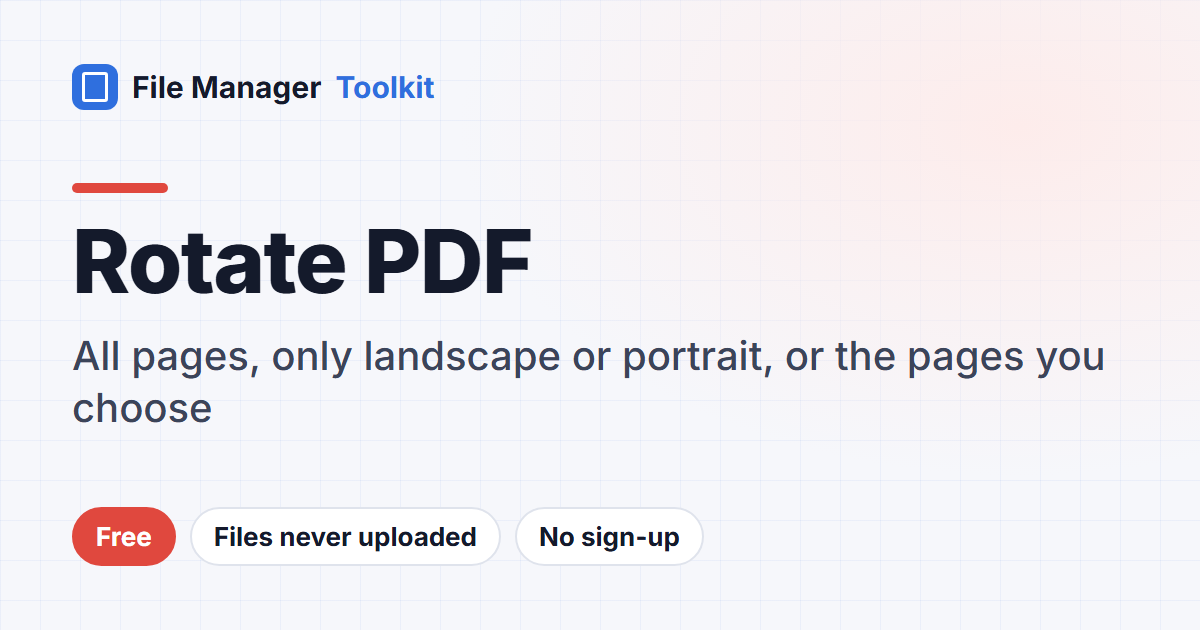 File Manager Toolkit
Rotate PDF
All pages, only landscape or portrait, or the pages you
choose
Free
Files never uploaded
No sign-up